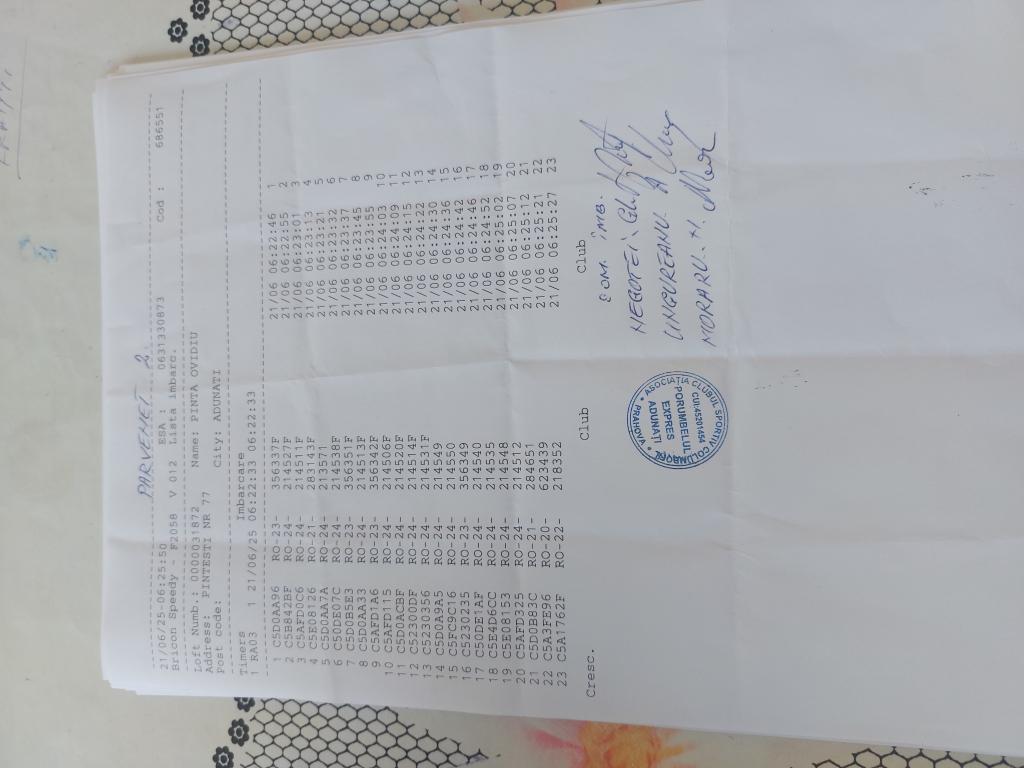 PARVEMET 2
21/06/25-06:25:50
Bricon Speedy - F2058 V 012 ESA : 0631330873 Cod : 686551
Lista imbarc.
Loft Numb.: 0000031872 Name: PINTA OVIDIU
Address: PINTESTI NR 77
Post code: City: ADUNATI
Timers Imbarcare
1 RA03 1 21/06/25 06:22:33 06:22:33
1 C5D0AA96 RO-23- 356337F 21/06 06:22:46 1
2 C5B842BF RO-24- 214527F 21/06 06:22:55 2
3 C5AFD0C6 RO-24- 214511F 21/06 06:23:01 3
4 C5E08126 RO-21- 283143F 21/06 06:23:13 4
5 C5D0AA7A RO-24- 213571 21/06 06:23:21 5
6 C50DE07C RO-24- 214538F 21/06 06:23:32 6
7 C5D0B5E3 RO-23- 356351F 21/06 06:23:37 7
8 C5D0AA33 RO-24- 214513F 21/06 06:23:45 8
9 C5AFD1A6 RO-23- 356342F 21/06 06:23:55 9
10 C5AFD115 RO-24- 214506F 21/06 06:24:03 10
11 C5D0ACBF RO-24- 214520F 21/06 06:24:09 11
12 C52300DF RO-24- 214514F 21/06 06:24:15 12
13 C5230356 RO-24- 214531F 21/06 06:24:24 13
14 C5D0A3A5 RO-24- 214549 21/06 06:24:30 14
15 C5FC9C16 RO-24- 214550 21/06 06:24:36 15
16 C5230235 RO-23- 356349 21/06 06:24:42 16
17 C50DE1AF RO-24- 214540 21/06 06:24:46 17
18 C5E4D6CC RO-24- 214535 21/06 06:24:52 18
19 C5E08153 RO-24- 214548 21/06 06:25:02 19
20 C5AFD325 RO-24- 214512 21/06 06:25:07 20
21 C5D0B89C RO-21- 284651 21/06 06:25:12 21
22 C5A3FE96 RO-20- 623439 21/06 06:25:21 22
23 C5A1762F RO-22- 218352 21/06 06:25:27 23
Cresc. Club Club
COM. IMB.
NEGOTEI
UNGUREANU
MORARU
ASOCIAȚIA CLUBUL SPORTIV COLUMBOFIL
CUI:45201464
PORUMBELUL
EXPRES
ADUNAȚI
* PRAHOVA *